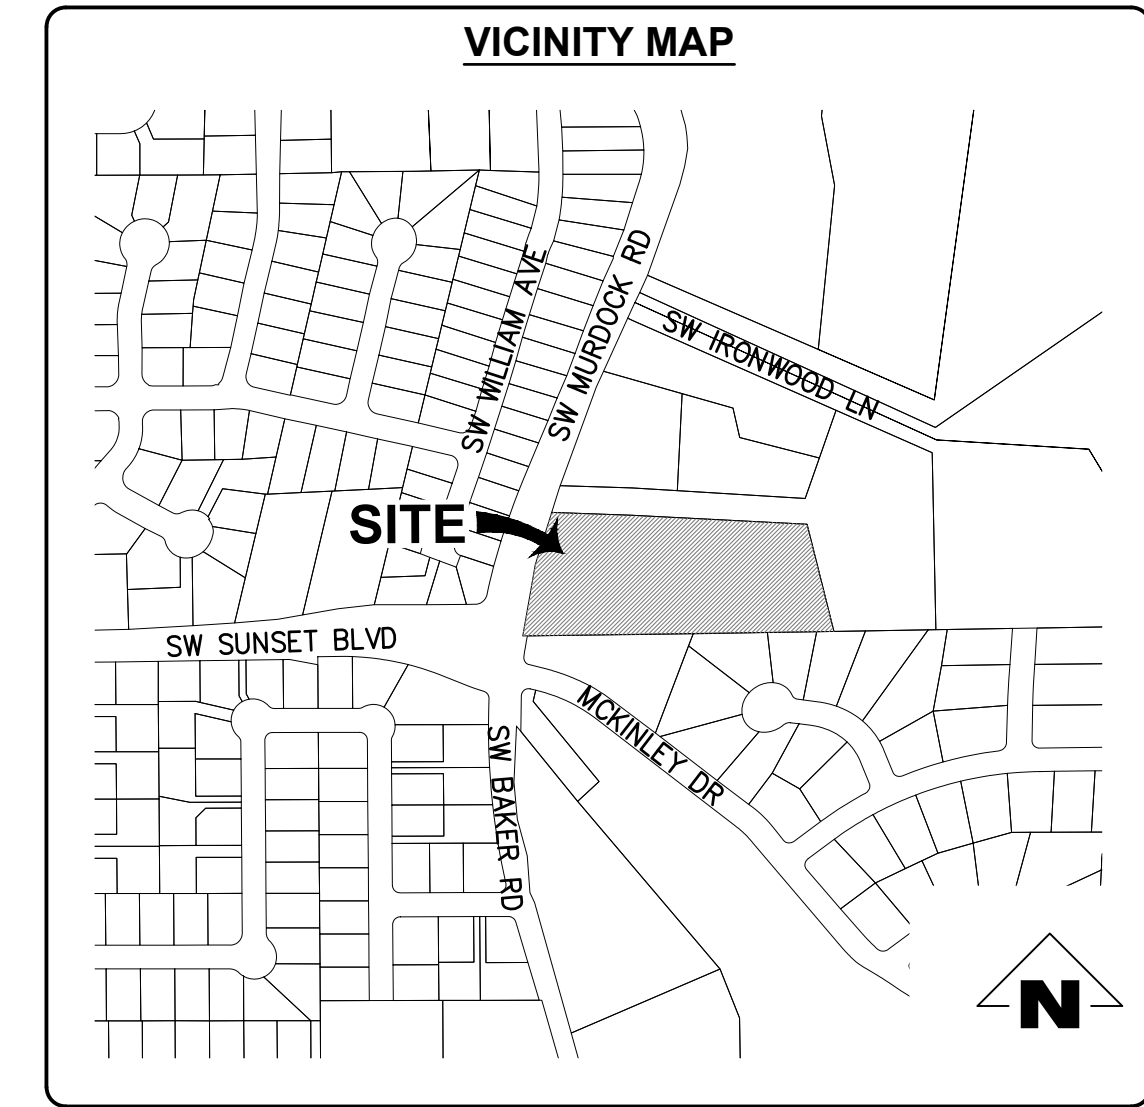 VICINITY MAP
SW WILLIAM AVE
SW MURDOCK RD
SW IRONWOOD LN
SITE
SW SUNSET BLVD
MCKINLEY DR
SW BAKER RD
N